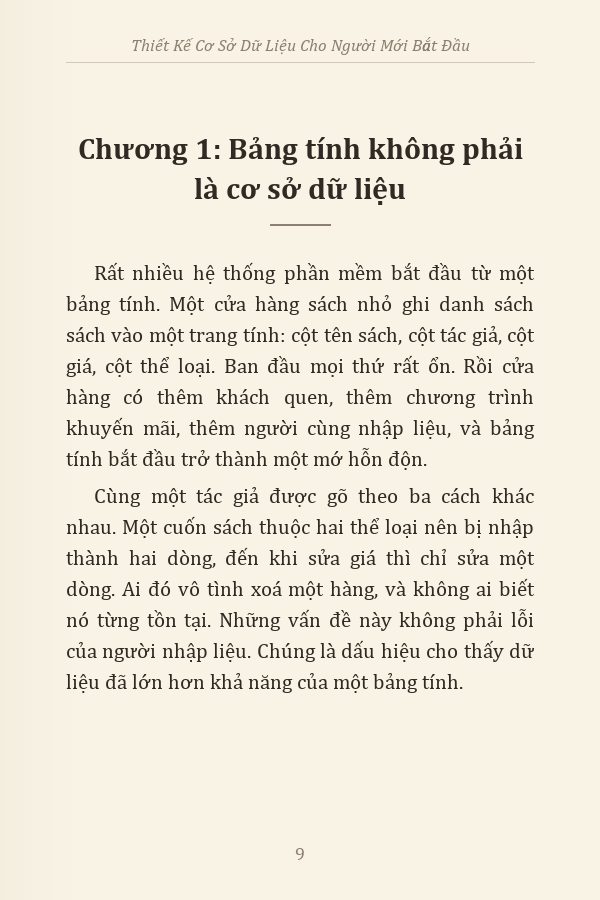 Thiết Kế Cơ Sở Dữ Liệu Cho Người Mới Bắt Đầu
Chương 1: Bảng tính không phải
là cơ sở dữ liệu
Rất nhiều hệ thống phần mềm bắt đầu từ một
bảng tính. Một cửa hàng sách nhỏ ghi danh sách
sách vào một trang tính: cột tên sách, cột tác giả, cột
giá, cột thể loại. Ban đầu mọi thứ rất ổn. Rồi cửa
hàng có thêm khách quen, thêm chương trình
khuyến mãi, thêm người cùng nhập liệu, và bảng
tính bắt đầu trở thành một mớ hỗn độn.
Cùng một tác giả được gõ theo ba cách khác
nhau. Một cuốn sách thuộc hai thể loại nên bị nhập
thành hai dòng, đến khi sửa giá thì chỉ sửa một
dòng. Ai đó vô tình xoá một hàng, và không ai biết
nó từng tồn tại. Những vấn đề này không phải lỗi
của người nhập liệu. Chúng là dấu hiệu cho thấy dữ
liệu đã lớn hơn khả năng của một bảng tính.
9